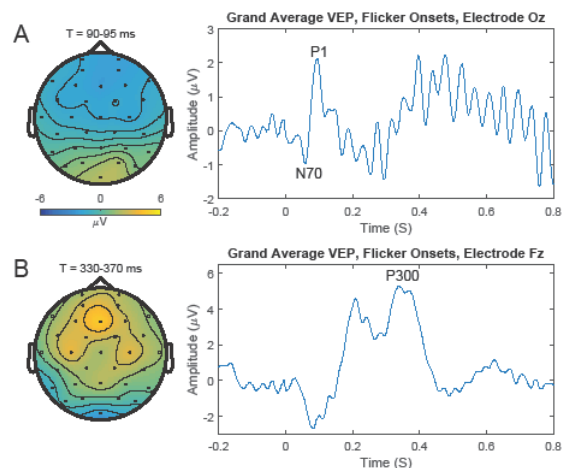 A
T = 90-95 ms
-6 0 6
μV
Grand Average VEP, Flicker Onsets, Electrode Oz
P1
N70
Amplitude (μV)
3
2
1
0
-1
-2
-0.2 0 0.2 0.4 0.6 0.8
Time (S)
B
T = 330-370 ms
Grand Average VEP, Flicker Onsets, Electrode Fz
P300
Amplitude (μV)
6
4
2
0
-2
-0.2 0 0.2 0.4 0.6 0.8
Time (S)